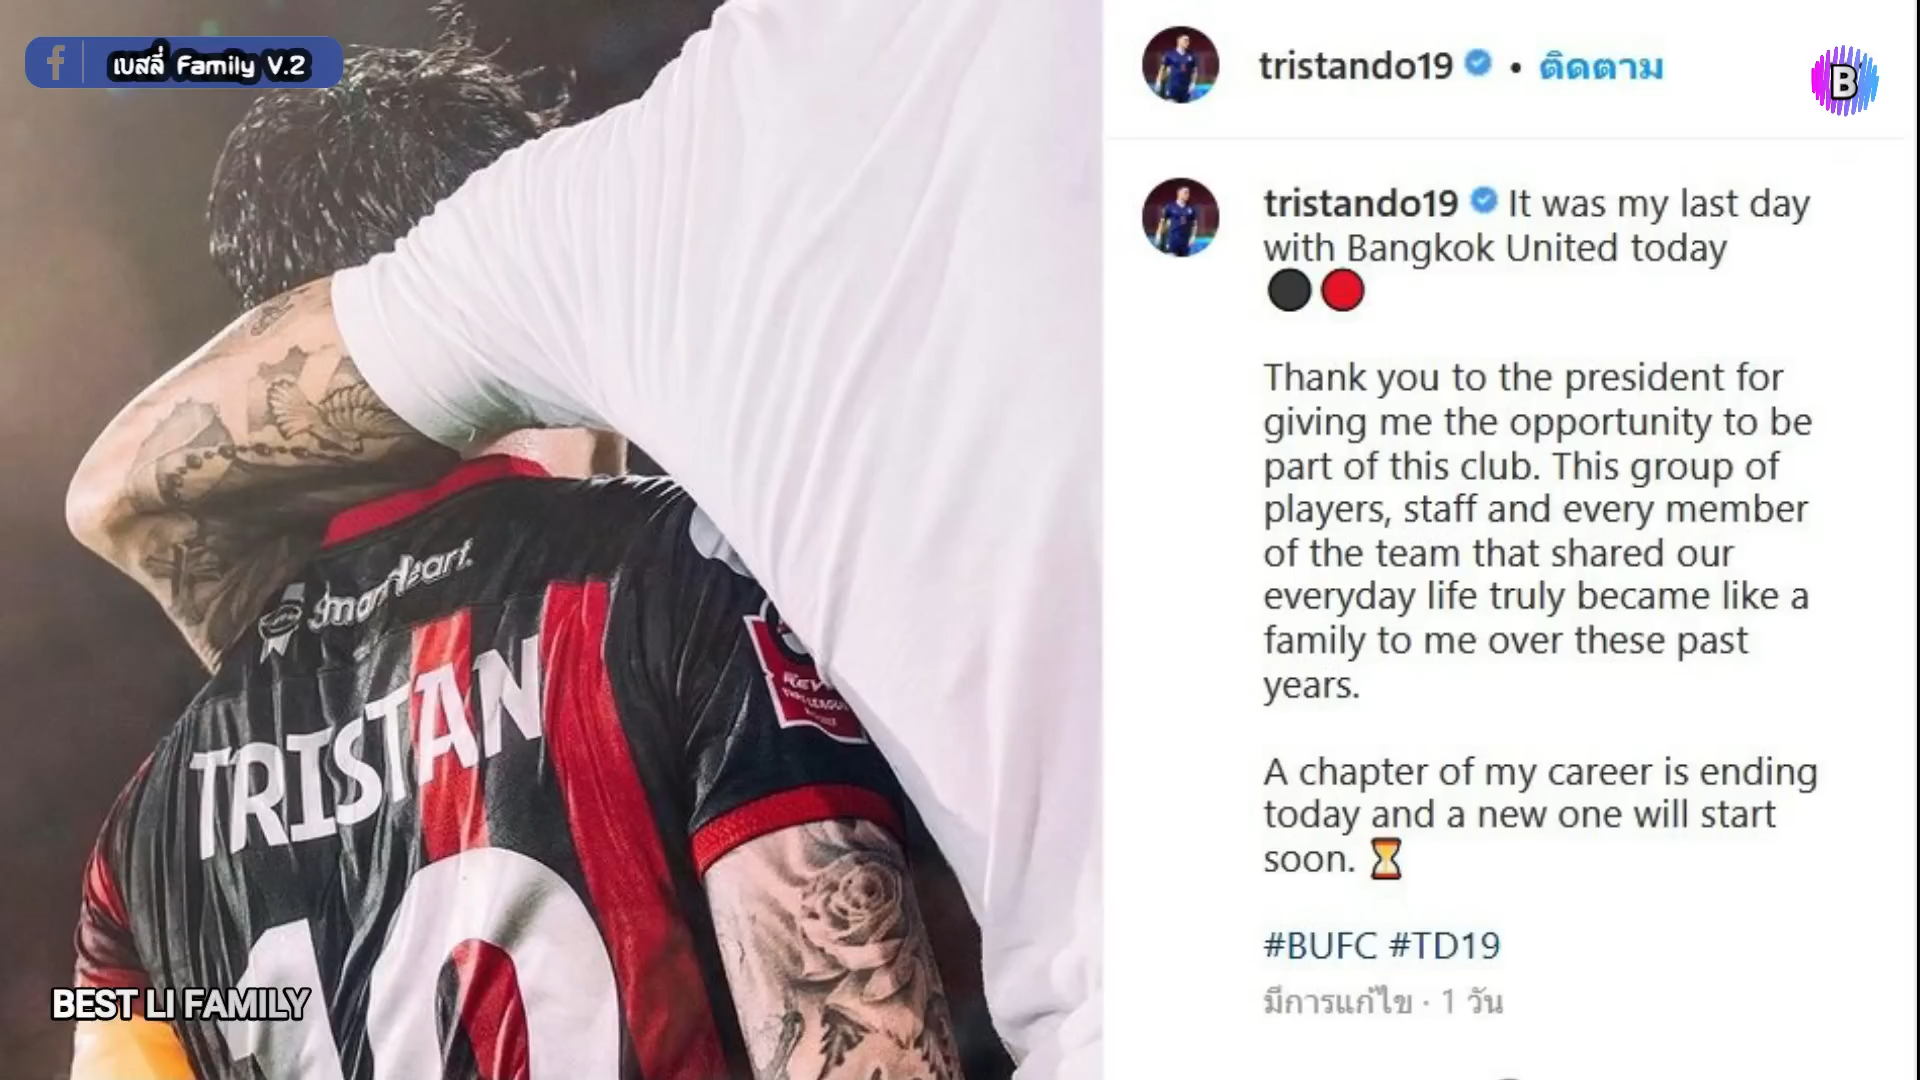 เบสลี่ Family V.2
tristando19 • ติดตาม
B
tristando19 It was my last day
with Bangkok United today
Thank you to the president for
giving me the opportunity to be
part of this club. This group of
players, staff and every member
of the team that shared our
everyday life truly became like a
family to me over these past
years.
A chapter of my career is ending
today and a new one will start
soon.
#BUFC #TD19
มีการแก้ไข · 1 วัน
SmartHeart.
TRISTAN
19
BEST LI FAMILY